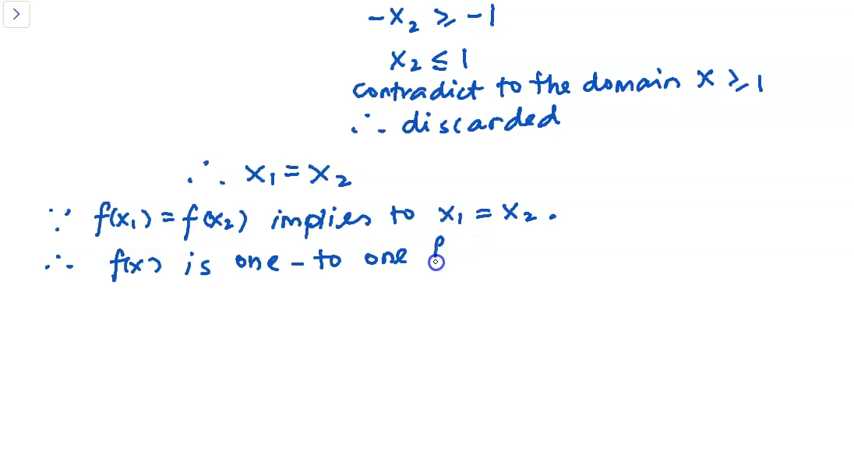 -x₂ ⩾ -1
x₂ ≤ 1
contradict to the domain x ⩾ 1
∴ discarded
∴ x₁ = x₂
∵ f(x₁) = f(x₂) implies to x₁ = x₂.
∴ f(x) is one-to one f